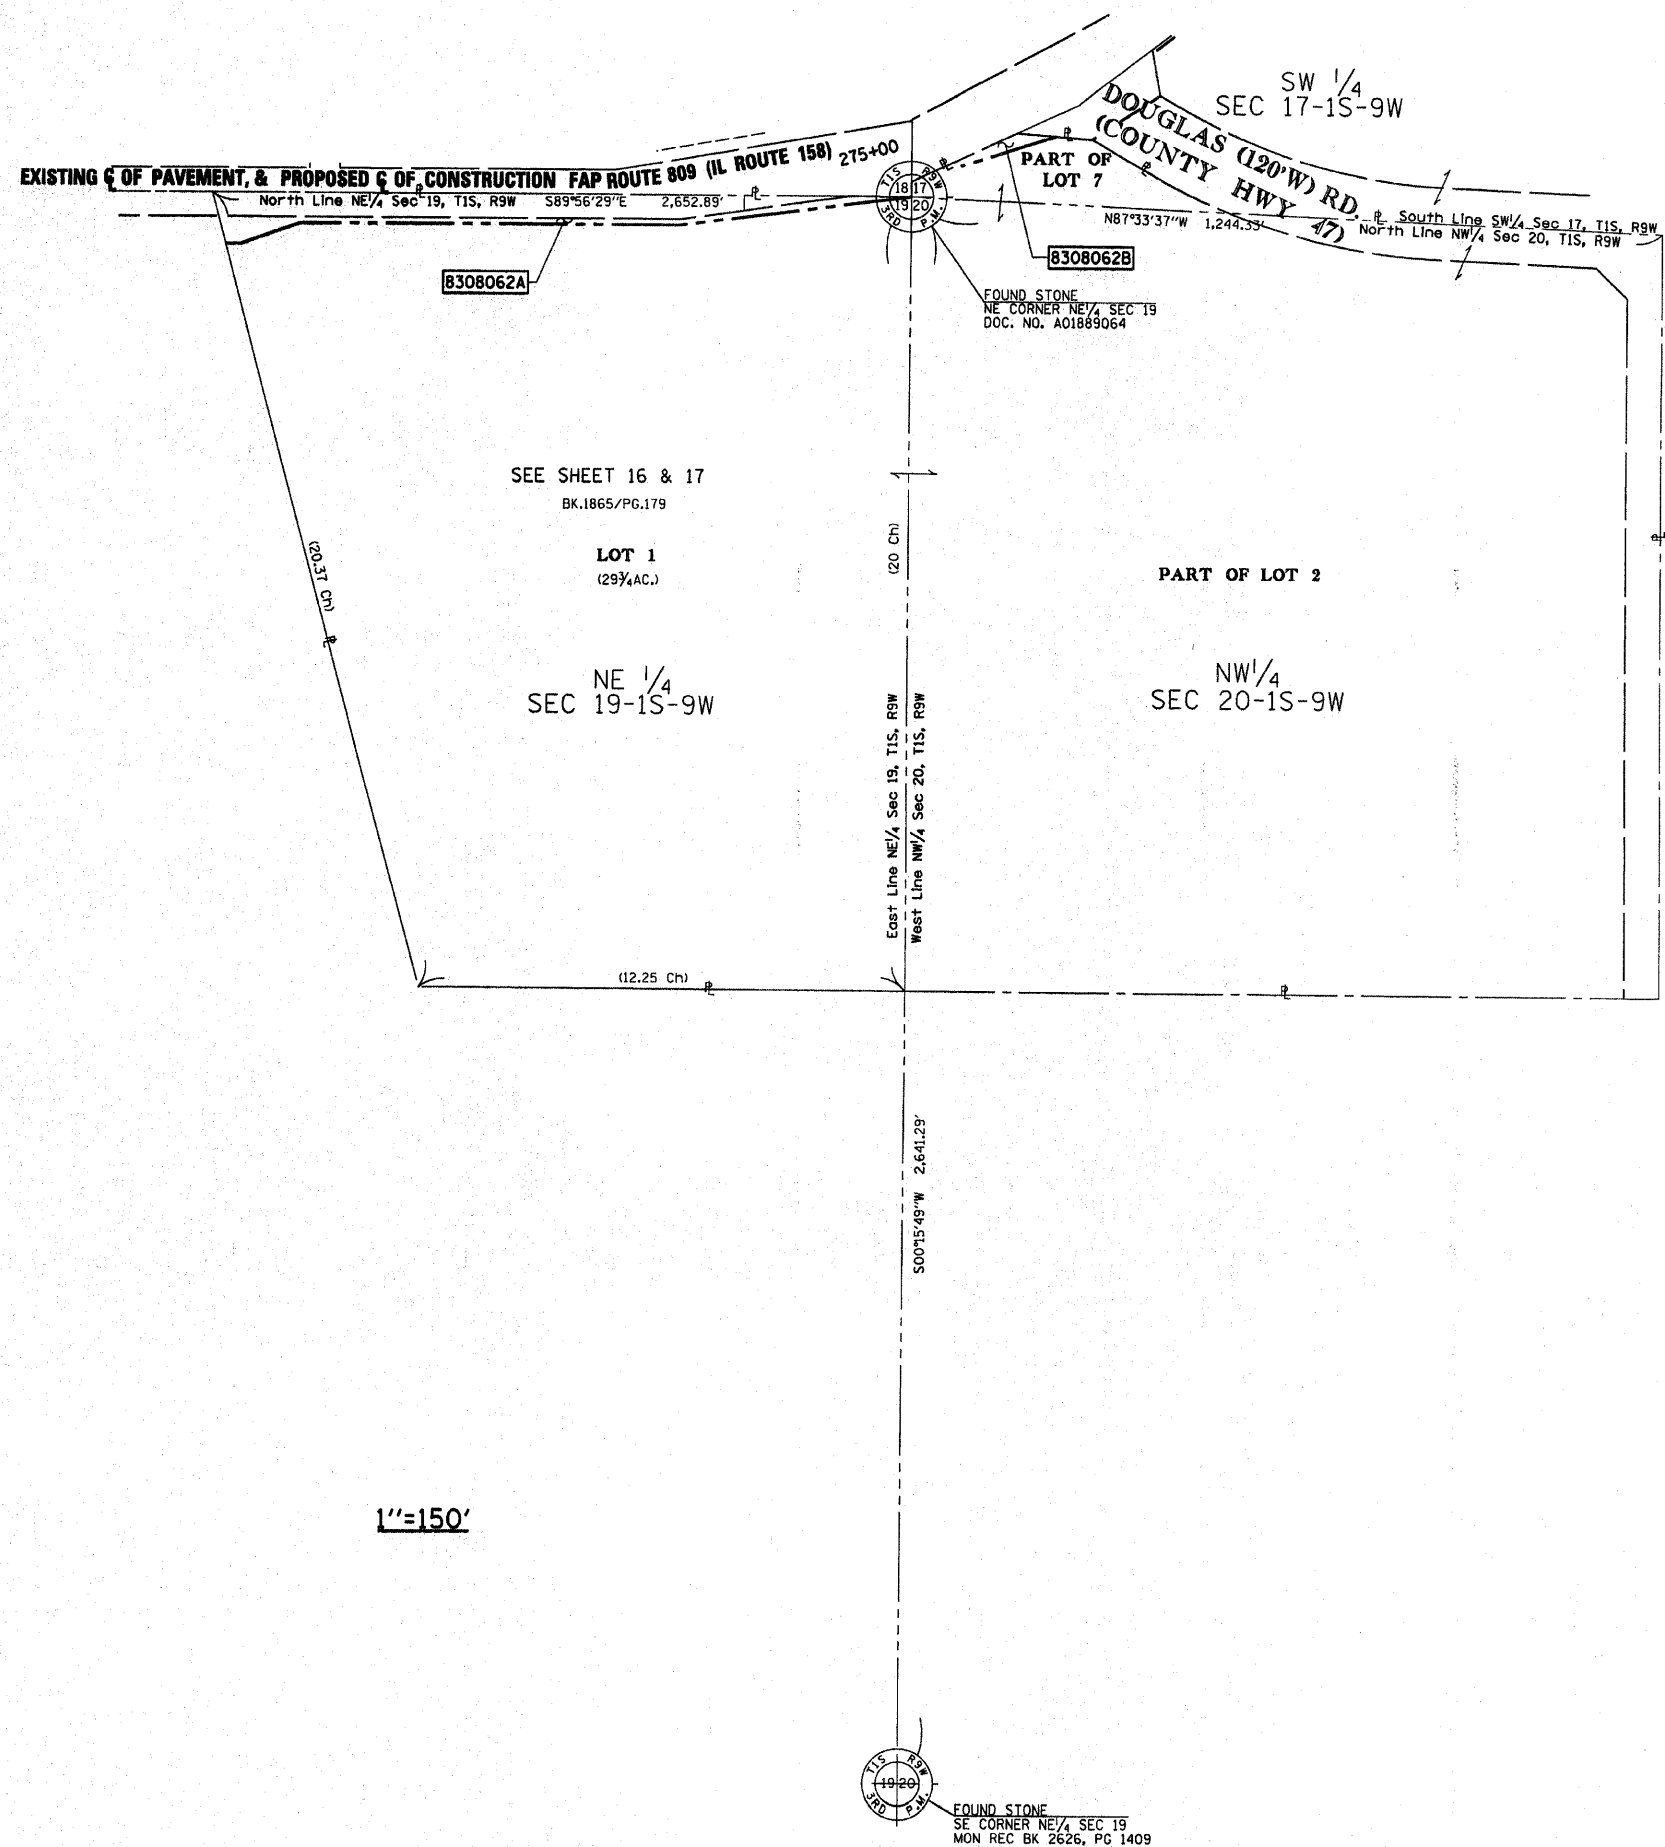 SW 1/4
SEC 17-1S-9W
DOUGLAS (120'W) RD.
(COUNTY HWY 47)
EXISTING ℄ OF PAVEMENT, & PROPOSED ℄ OF CONSTRUCTION FAP ROUTE 809 (IL ROUTE 158) 275+00
North Line NE1/4 Sec 19, T1S, R9W S89°56'29"E 2,652.89'
T1S R9W
18 17
19 20
3RD P.M.
PART OF
LOT 7
N87°33'37"W 1,244.33'
South Line SW1/4 Sec 17, T1S, R9W
North Line NW1/4 Sec 20, T1S, R9W
8308062A
8308062B
FOUND STONE
NE CORNER NE1/4 SEC 19
DOC. NO. A01889064
SEE SHEET 16 & 17
BK.1865/PG.179
LOT 1
(29¾AC.)
(20.37 Ch)
(20 Ch)
PART OF LOT 2
NE 1/4
SEC 19-1S-9W
NW1/4
SEC 20-1S-9W
East Line NE1/4 Sec 19, T1S, R9W
West Line NW1/4 Sec 20, T1S, R9W
(12.25 Ch)
S00°15'49"W 2,641.29'
1''=150'
T1S R9W
19 20
3RD P.M.
FOUND STONE
SE CORNER NE1/4 SEC 19
MON REC BK 2626, PG 1409